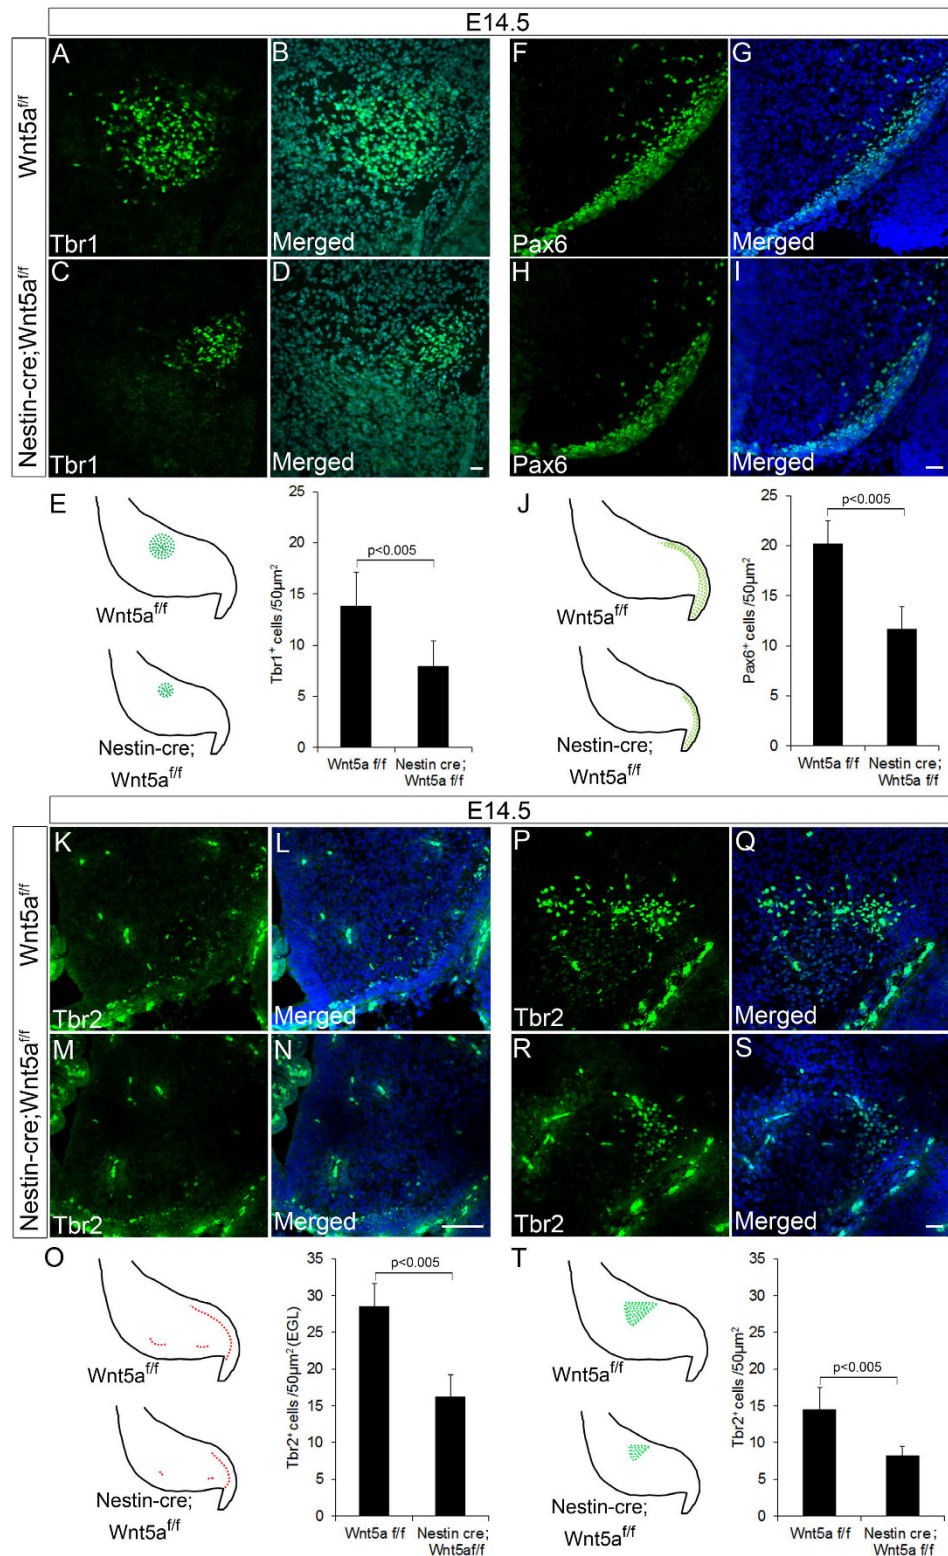 E14.5
Wnt5a^f/f
Nestin-cre;Wnt5a^f/f
A
Tbr1
B
Merged
F
Pax6
G
Merged
C
Tbr1
D
Merged
H
Pax6
I
Merged
E
Wnt5a^f/f
Nestin-cre;
Wnt5a^f/f
Tbr1⁺ cells /50µm²
25
20
15
10
5
0
p<0.005
Wnt5a f/f
Nestin cre;
Wnt5a f/f
J
Wnt5a^f/f
Nestin-cre;
Wnt5a^f/f
Pax6⁺ cells /50µm²
25
20
15
10
5
0
p<0.005
Wnt5a f/f
Nestin cre;
Wnt5a f/f
E14.5
Wnt5a^f/f
Nestin-cre;Wnt5a^f/f
K
Tbr2
L
Merged
P
Tbr2
Q
Merged
M
Tbr2
N
Merged
R
Tbr2
S
Merged
O
Wnt5a^f/f
Nestin-cre;
Wnt5a^f/f
Tbr2⁺ cells/50µm² (EGL)
35
30
25
20
15
10
5
0
p<0.005
Wnt5a f/f
Nestin cre;
Wnt5af/f
T
Wnt5a^f/f
Nestin-cre;
Wnt5a^f/f
Tbr2⁺ cells /50µm²
35
30
25
20
15
10
5
0
p<0.005
Wnt5a f/f
Nestin cre;
Wnt5a f/f